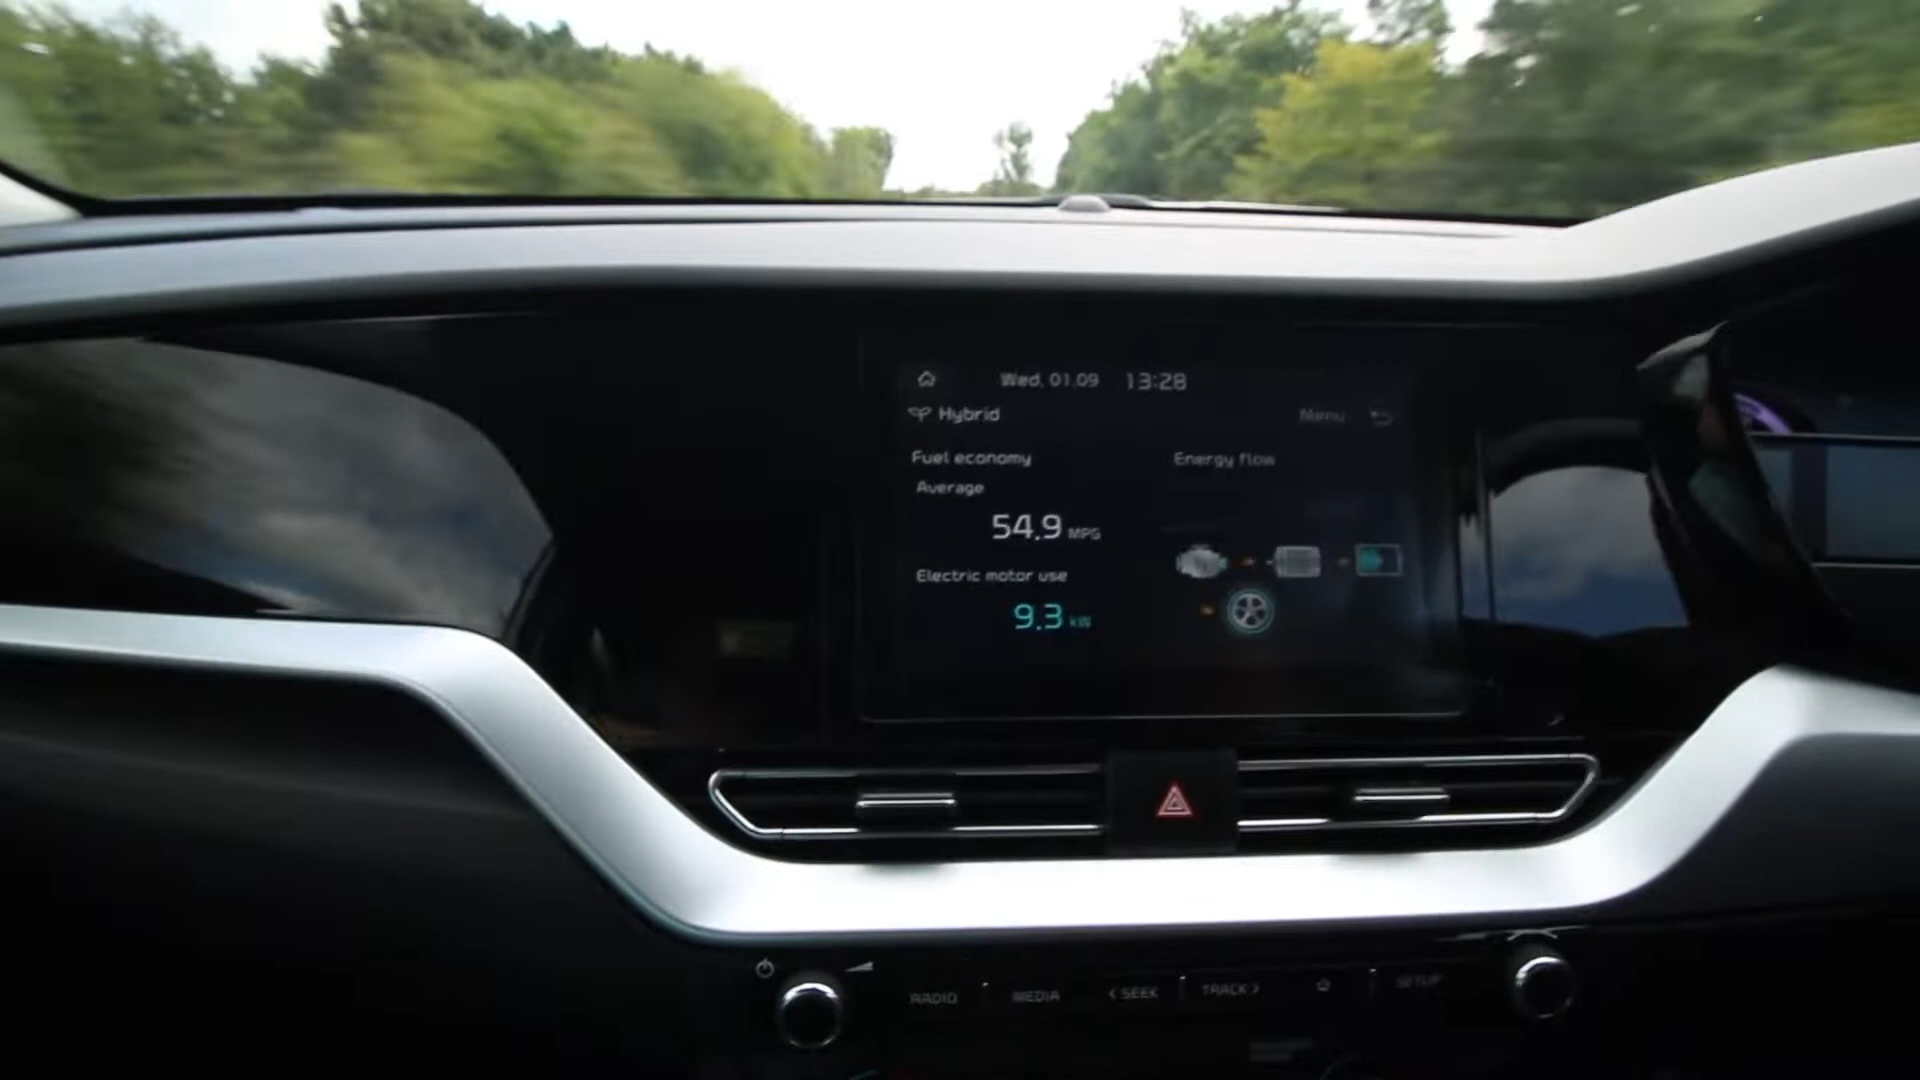 Wed, 01.09 13:28
Hybrid Menu
Fuel economy Energy flow
Average
54.9 MPG
Electric motor use
9.3 kW
RADIO MEDIA < SEEK TRACK > SETUP